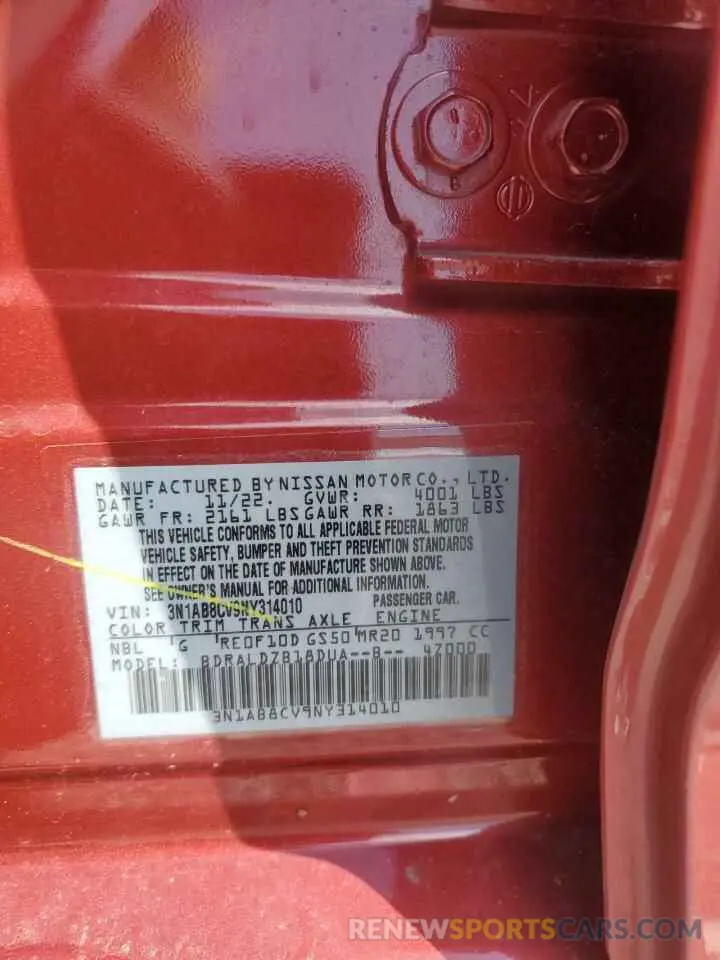 MANUFACTURED BY NISSAN MOTOR CO., LTD.
DATE: 11/22. GVWR: 4001 LBS
GAWR FR: 2161 LBS GAWR RR: 1863 LBS
THIS VEHICLE CONFORMS TO ALL APPLICABLE FEDERAL MOTOR
VEHICLE SAFETY, BUMPER AND THEFT PREVENTION STANDARDS
IN EFFECT ON THE DATE OF MANUFACTURE SHOWN ABOVE.
SEE OWNER'S MANUAL FOR ADDITIONAL INFORMATION.
VIN: 3N1AB8CV9NY314010 PASSENGER CAR.
COLOR TRIM TRANS AXLE ENGINE
NBL G RE0F10D GS50 MR20 1997 CC
MODEL: BDRALDZB18DUA--B-- 47000
3N1AB8CV9NY314010
RENEWSPORTSCARS.COM